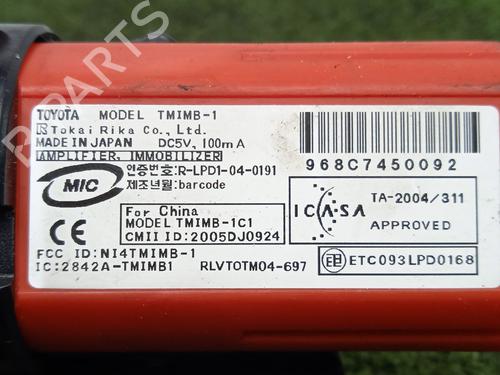 B-PARTS
TOYOTA MODEL TMIMB-1
Tokai Rika Co., Ltd.
MADE IN JAPAN DC5V, 100mA
AMPLIFIER, IMMOBILIZER
MIC
인증번호:R-LPD1-04-0191
제조년월:barcode
968C7450092
For China
MODEL TMIMB-1C1
CMII ID:2005DJ0924
ICASA
TA-2004/311
APPROVED
FCC ID:NI4TMIMB-1
IC:2842A-TMIMB1 RLVTOTM04-697
ETC093LPD0168